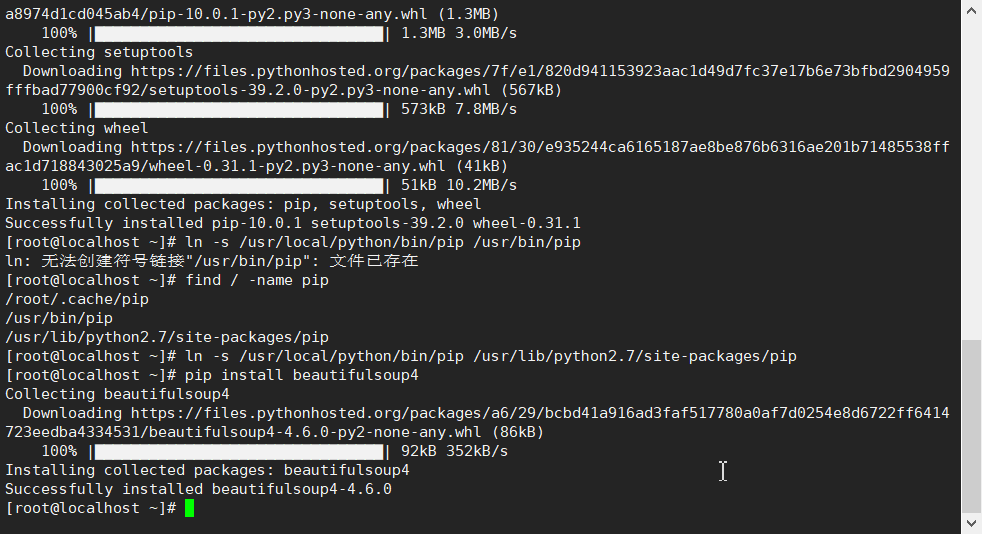 a8974d1cd045ab4/pip-10.0.1-py2.py3-none-any.whl (1.3MB)
100% |████████████████████████████████| 1.3MB 3.0MB/s
Collecting setuptools
Downloading https://files.pythonhosted.org/packages/7f/e1/820d941153923aac1d49d7fc37e17b6e73bfbd2904959
fffbad77900cf92/setuptools-39.2.0-py2.py3-none-any.whl (567kB)
100% |████████████████████████████████| 573kB 7.8MB/s
Collecting wheel
Downloading https://files.pythonhosted.org/packages/81/30/e935244ca6165187ae8be876b6316ae201b71485538ff
ac1d718843025a9/wheel-0.31.1-py2.py3-none-any.whl (41kB)
100% |████████████████████████████████| 51kB 10.2MB/s
Installing collected packages: pip, setuptools, wheel
Successfully installed pip-10.0.1 setuptools-39.2.0 wheel-0.31.1
[root@localhost ~]# ln -s /usr/local/python/bin/pip /usr/bin/pip
ln: 无法创建符号链接"/usr/bin/pip": 文件已存在
[root@localhost ~]# find / -name pip
/root/.cache/pip
/usr/bin/pip
/usr/lib/python2.7/site-packages/pip
[root@localhost ~]# ln -s /usr/local/python/bin/pip /usr/lib/python2.7/site-packages/pip
[root@localhost ~]# pip install beautifulsoup4
Collecting beautifulsoup4
Downloading https://files.pythonhosted.org/packages/a6/29/bcbd41a916ad3faf517780a0af7d0254e8d6722ff6414
723eedba4334531/beautifulsoup4-4.6.0-py2-none-any.whl (86kB)
100% |████████████████████████████████| 92kB 352kB/s
Installing collected packages: beautifulsoup4
Successfully installed beautifulsoup4-4.6.0
[root@localhost ~]#